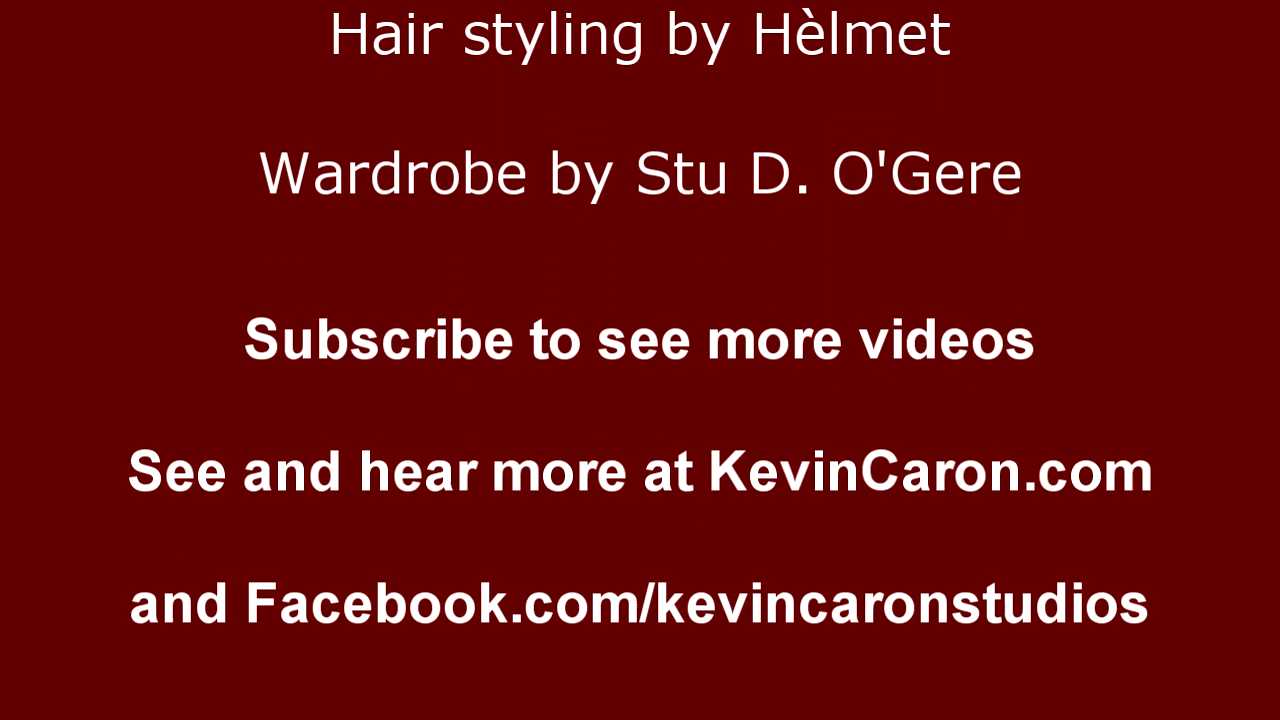 Hair styling by Hèlmet
Wardrobe by Stu D. O'Gere
Subscribe to see more videos
See and hear more at KevinCaron.com
and Facebook.com/kevincaronstudios